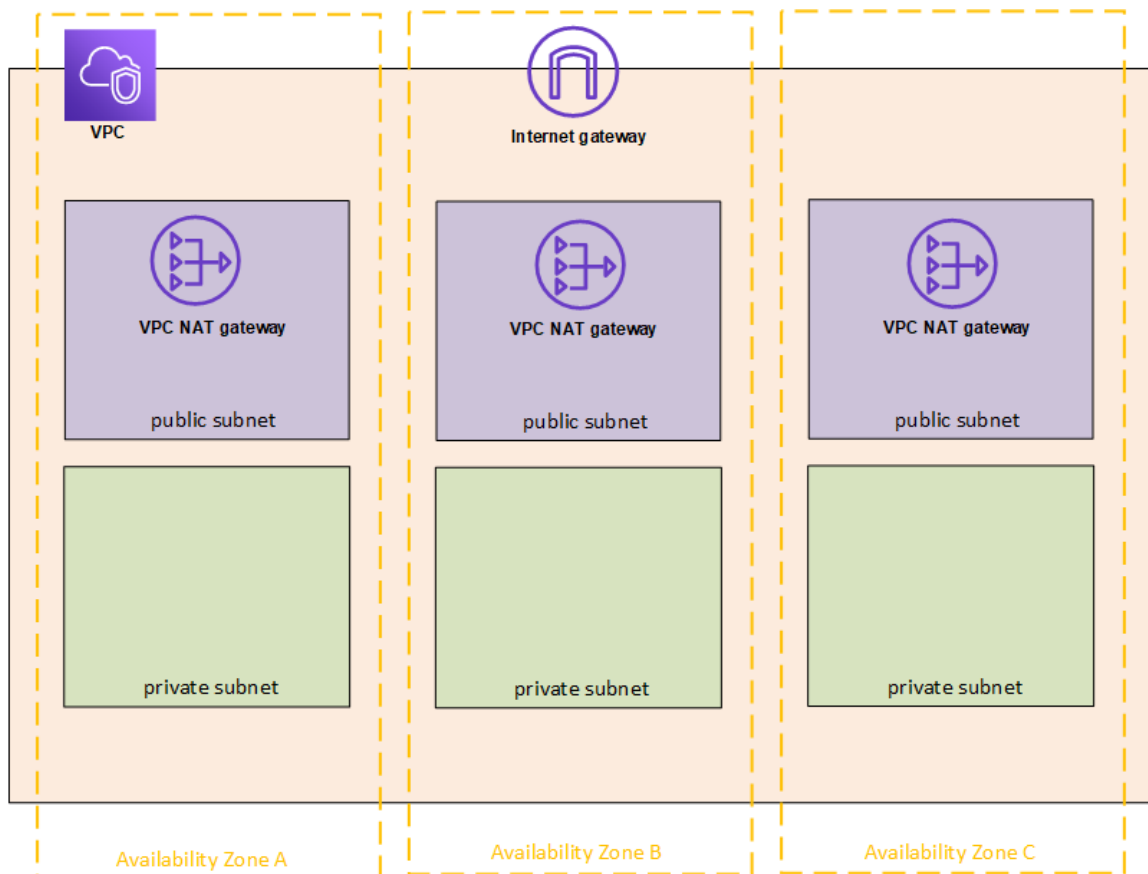 VPC
Internet gateway
VPC NAT gateway
VPC NAT gateway
VPC NAT gateway
public subnet
public subnet
public subnet
private subnet
private subnet
private subnet
Availability Zone A
Availability Zone B
Availability Zone C